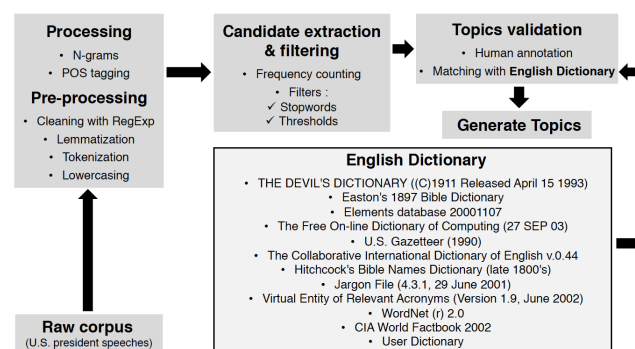 Processing
• N-grams
• POS tagging
Pre-processing
• Cleaning with RegExp
• Lemmatization
• Tokenization
• Lowercasing
Candidate extraction
& filtering
• Frequency counting
• Filters :
✓ Stopwords
✓ Thresholds
Topics validation
• Human annotation
• Matching with English Dictionary
Generate Topics
English Dictionary
• THE DEVIL'S DICTIONARY ((C)1911 Released April 15 1993)
• Easton's 1897 Bible Dictionary
• Elements database 20001107
• The Free On-line Dictionary of Computing (27 SEP 03)
• U.S. Gazetteer (1990)
• The Collaborative International Dictionary of English v.0.44
• Hitchcock's Bible Names Dictionary (late 1800's)
• Jargon File (4.3.1, 29 June 2001)
• Virtual Entity of Relevant Acronyms (Version 1.9, June 2002)
• WordNet (r) 2.0
• CIA World Factbook 2002
• User Dictionary
Raw corpus
(U.S. president speeches)